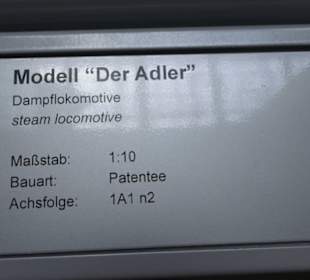 Modell “Der Adler”
Dampflokomotive
steam locomotive
Maßstab: 1:10
Bauart: Patentee
Achsfolge: 1A1 n2